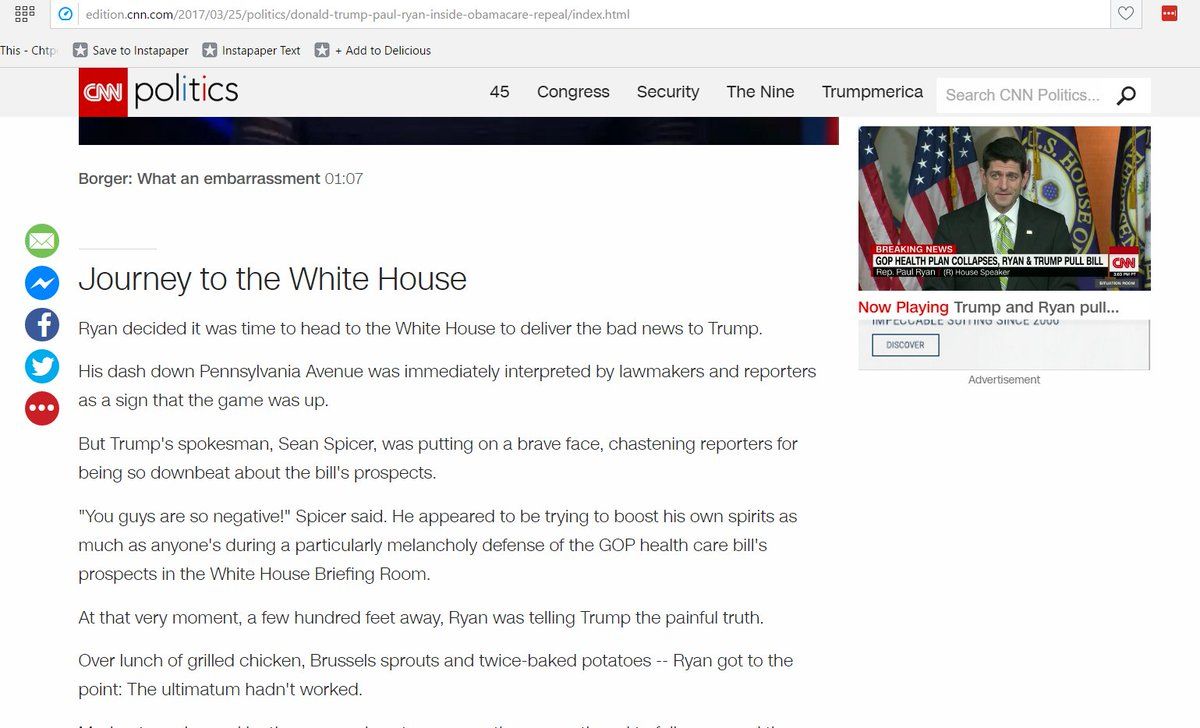 edition.cnn.com/2017/03/25/politics/donald-trump-paul-ryan-inside-obamacare-repeal/index.html
This - Chtp
Save to Instapaper
Instapaper Text
+ Add to Delicious
CNN politics
45
Congress
Security
The Nine
Trumpmerica
Search CNN Politics...
Borger: What an embarrassment 01:07
Journey to the White House
Ryan decided it was time to head to the White House to deliver the bad news to Trump.
His dash down Pennsylvania Avenue was immediately interpreted by lawmakers and reporters
as a sign that the game was up.
But Trump's spokesman, Sean Spicer, was putting on a brave face, chastening reporters for
being so downbeat about the bill's prospects.
"You guys are so negative!" Spicer said. He appeared to be trying to boost his own spirits as
much as anyone's during a particularly melancholy defense of the GOP health care bill's
prospects in the White House Briefing Room.
At that very moment, a few hundred feet away, Ryan was telling Trump the painful truth.
Over lunch of grilled chicken, Brussels sprouts and twice-baked potatoes -- Ryan got to the
point: The ultimatum hadn't worked.
U.S. HOUSE O
BREAKING NEWS
GOP HEALTH PLAN COLLAPSES, RYAN & TRUMP PULL BILL
Rep. Paul Ryan (R) House Speaker
CNN
SITUATION ROOM
Now Playing Trump and Ryan pull...
IMPECCABLE SUITING SINCE 2000
DISCOVER
Advertisement